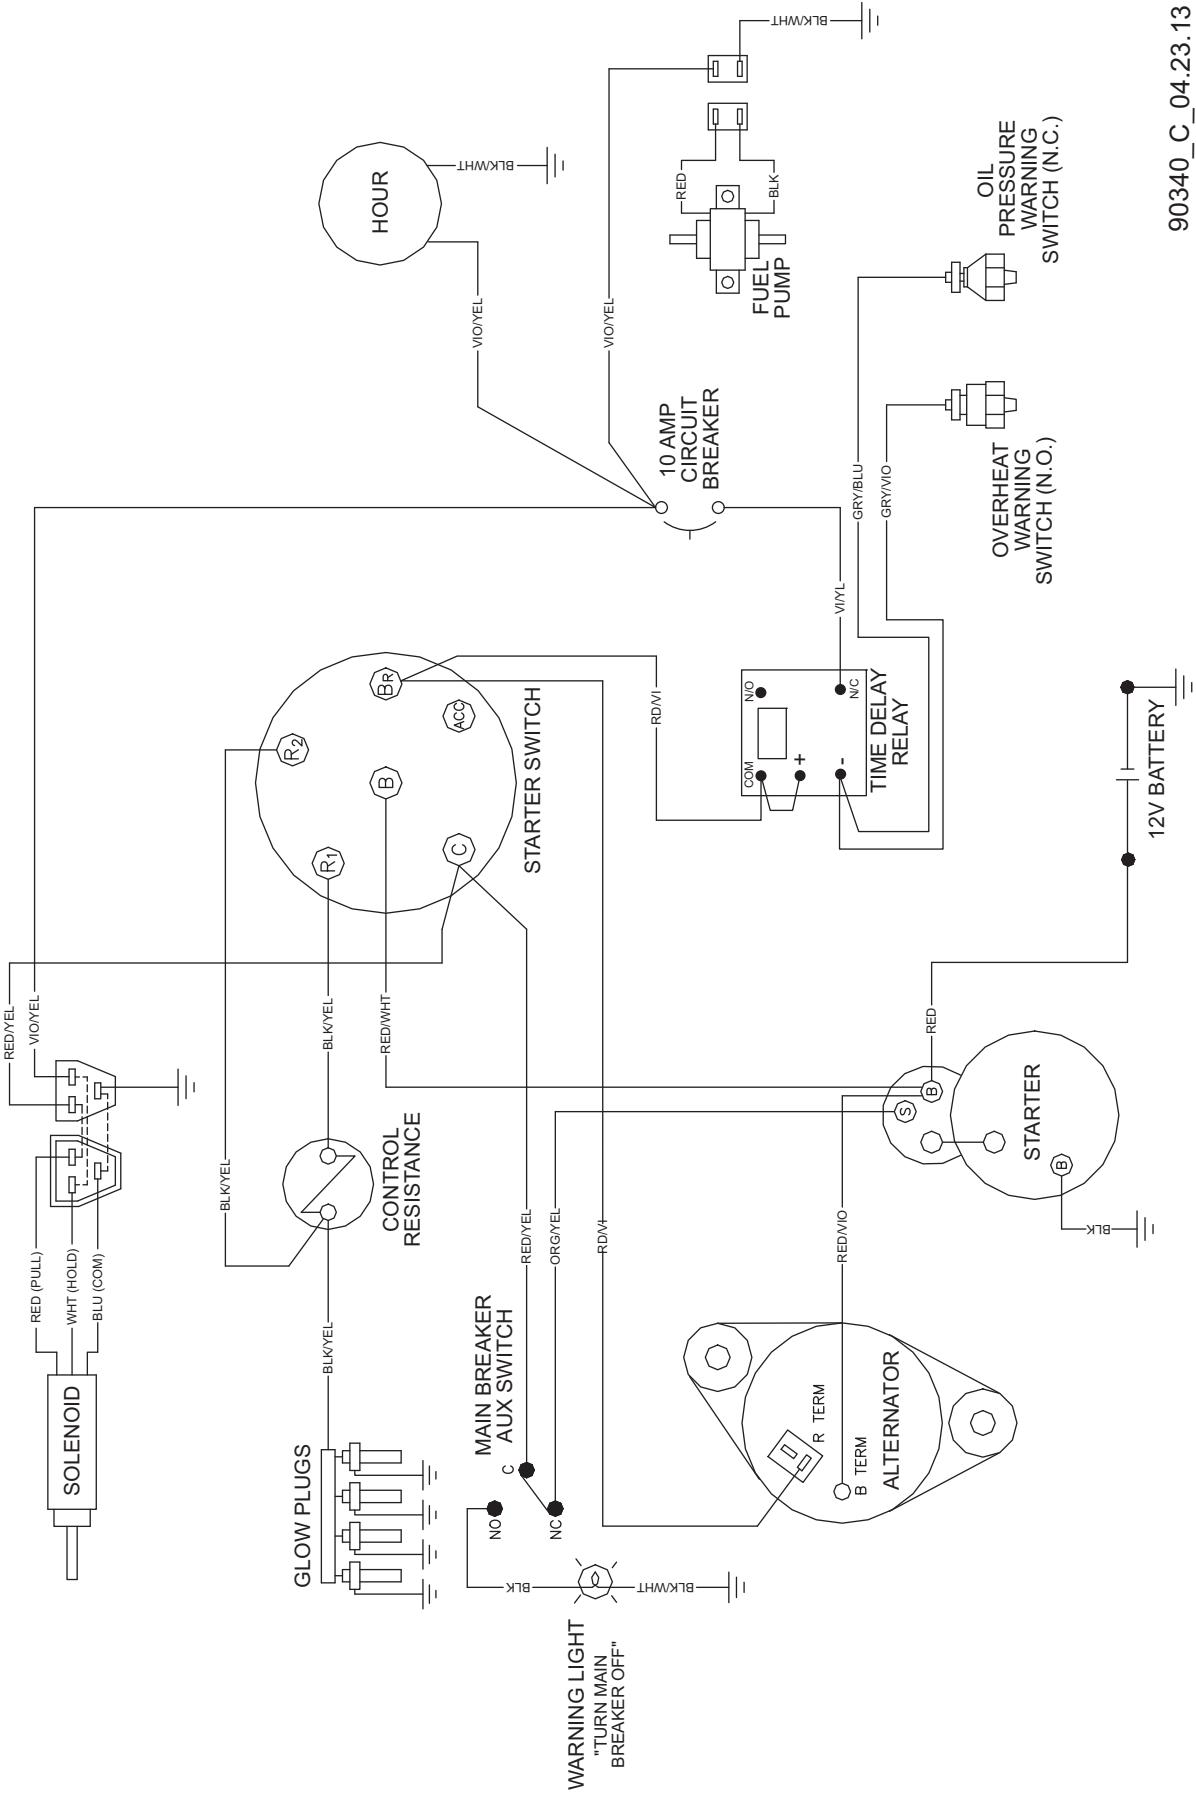 RED/YEL
VIO/YEL
RED (PULL)
WHT (HOLD)
BLU (COM)
SOLENOID
BLK/YEL
BLK/YEL
CONTROL
RESISTANCE
BLK/YEL
GLOW PLUGS
R1
R2
B
BR
ACC
C
STARTER SWITCH
RED/WHT
HOUR
BLK/WHT
VIO/YEL
VIO/YEL
BLK/WHT
RED
BLK
FUEL
PUMP
10 AMP
CIRCUIT
BREAKER
RD/VI
VI/YL
COM
N/O
+
-
N/C
TIME DELAY
RELAY
GRY/BLU
GRY/VIO
OIL
PRESSURE
WARNING
SWITCH (N.C.)
OVERHEAT
WARNING
SWITCH (N.O.)
MAIN BREAKER
AUX SWITCH
RED/YEL
ORG/YEL
RD/VI
C
NO
NC
BLK
BLK/WHT
WARNING LIGHT
"TURN MAIN
BREAKER OFF"
RED/VIO
R TERM
B TERM
ALTERNATOR
S
B
STARTER
B
BLK
RED
12V BATTERY
90340_C_04.23.13